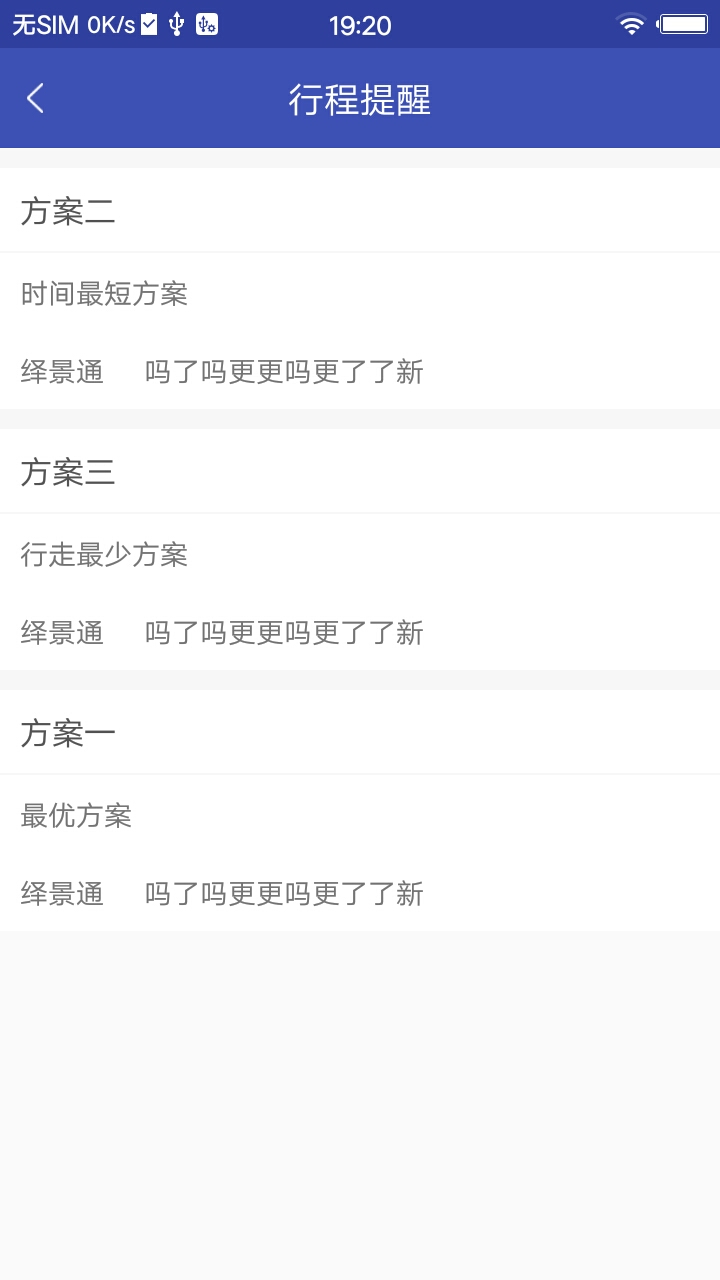 无SIM 0K/s 19:20
行程提醒
方案二
时间最短方案
绎景通 吗了吗更更吗更了了新
方案三
行走最少方案
绎景通 吗了吗更更吗更了了新
方案一
最优方案
绎景通 吗了吗更更吗更了了新